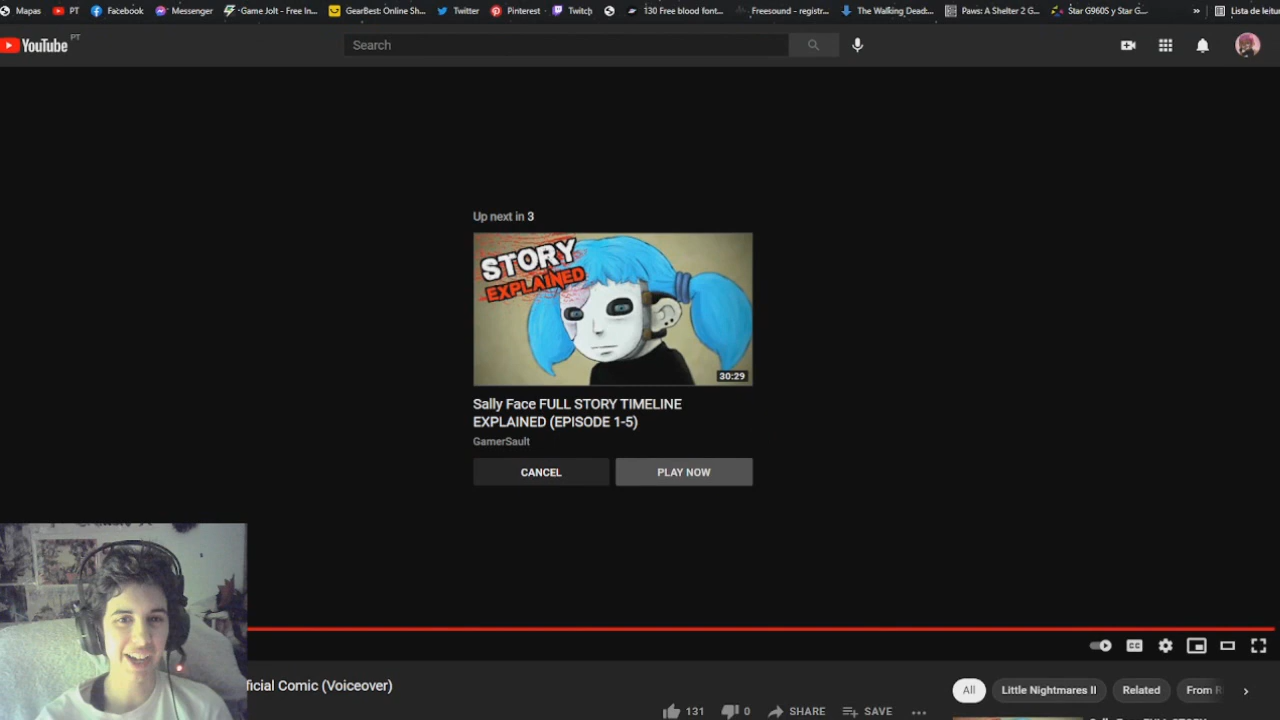 Mapas PT Facebook Messenger Game Jolt - Free In... GearBest: Online Sh... Twitter Pinterest Twitch 130 Free blood font... Freesound - registr... The Walking Dead:... Paws: A Shelter 2 G... Star G960S y Star G... » Lista de leitu
YouTube PT Search
Up next in 3
STORY
EXPLAINED
30:29
Sally Face FULL STORY TIMELINE
EXPLAINED (EPISODE 1-5)
GamerSault
CANCEL PLAY NOW
CC
ficial Comic (Voiceover)
All Little Nightmares II Related From R
131 0 SHARE SAVE ...